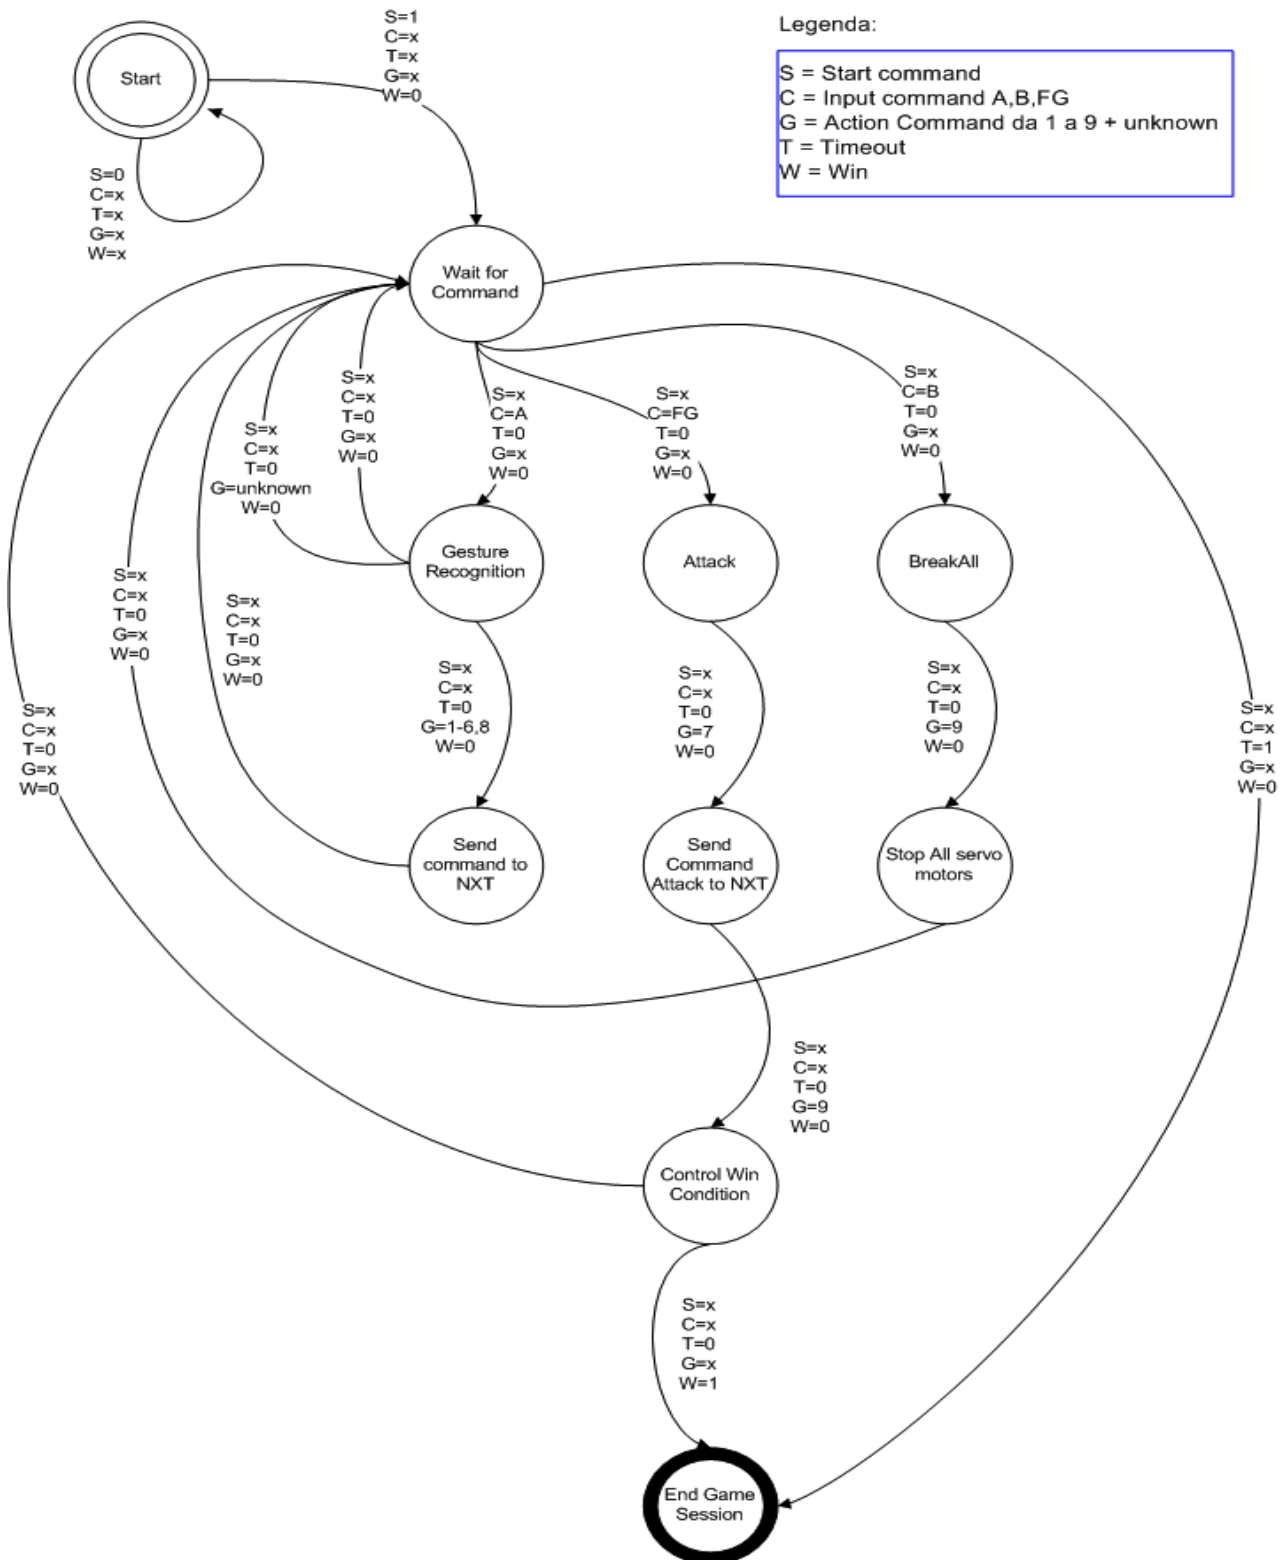 Legenda:
S = Start command
C = Input command A,B,FG
G = Action Command da 1 a 9 + unknown
T = Timeout
W = Win
Start
S=1
C=x
T=x
G=x
W=0
S=0
C=x
T=x
G=x
W=x
Wait for
Command
S=x
C=x
T=0
G=unknown
W=0
S=x
C=x
T=0
G=x
W=0
S=x
C=A
T=0
G=x
W=0
S=x
C=FG
T=0
G=x
W=0
S=x
C=B
T=0
G=x
W=0
Gesture
Recognition
Attack
BreakAll
S=x
C=x
T=0
G=x
W=0
S=x
C=x
T=0
G=x
W=0
S=x
C=x
T=0
G=x
W=0
S=x
C=x
T=0
G=1-6,8
W=0
S=x
C=x
T=0
G=7
W=0
S=x
C=x
T=0
G=9
W=0
S=x
C=x
T=1
G=x
W=0
Send
command to
NXT
Send
Command
Attack to NXT
Stop All servo
motors
S=x
C=x
T=0
G=9
W=0
Control Win
Condition
S=x
C=x
T=0
G=x
W=1
End Game
Session